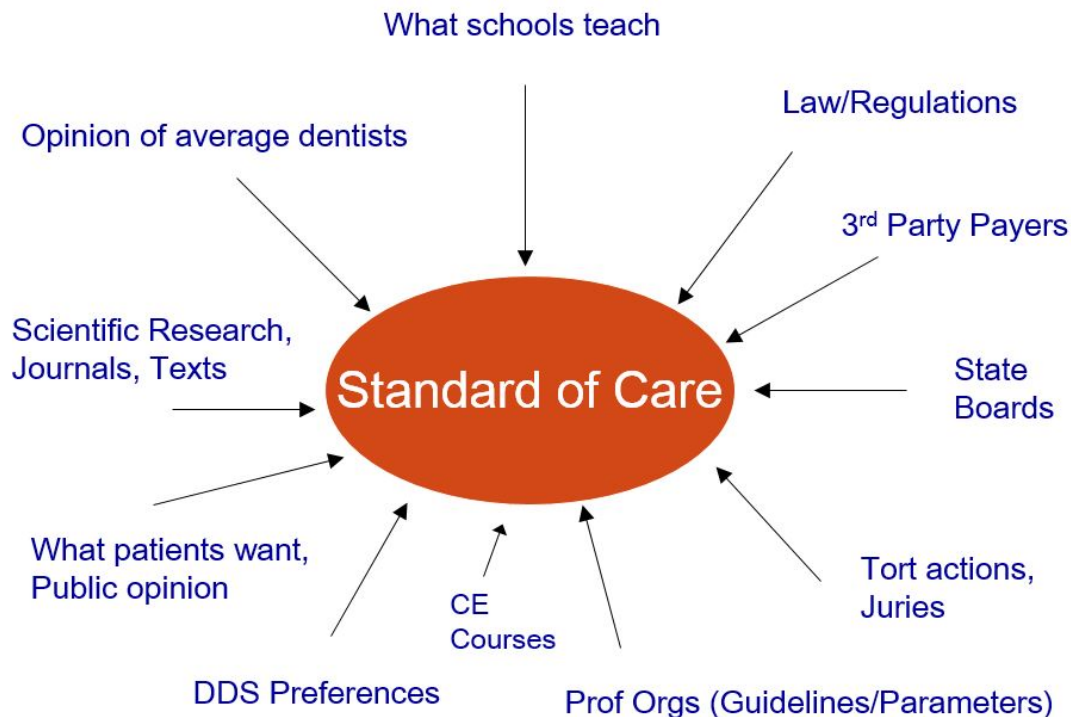 What schools teach
Law/Regulations
Opinion of average dentists
3rd Party Payers
Scientific Research,
Journals, Texts
Standard of Care
State
Boards
What patients want,
Public opinion
CE
Courses
Tort actions,
Juries
DDS Preferences
Prof Orgs (Guidelines/Parameters)